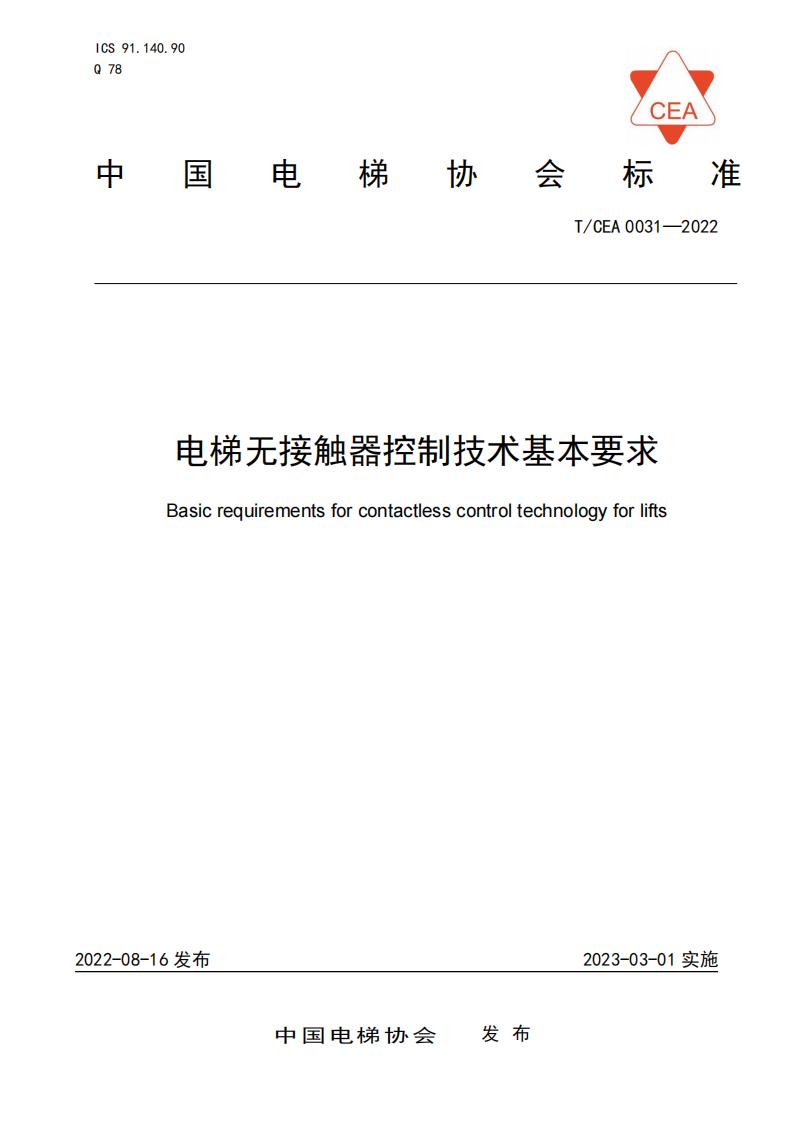 ICS 91.140.90
Q 78
CEA
中国电梯协会标准
T/CEA 0031—2022
电梯无接触器控制技术基本要求
Basic requirements for contactless control technology for lifts
2022-08-16 发布
2023-03-01 实施
中国电梯协会 发布